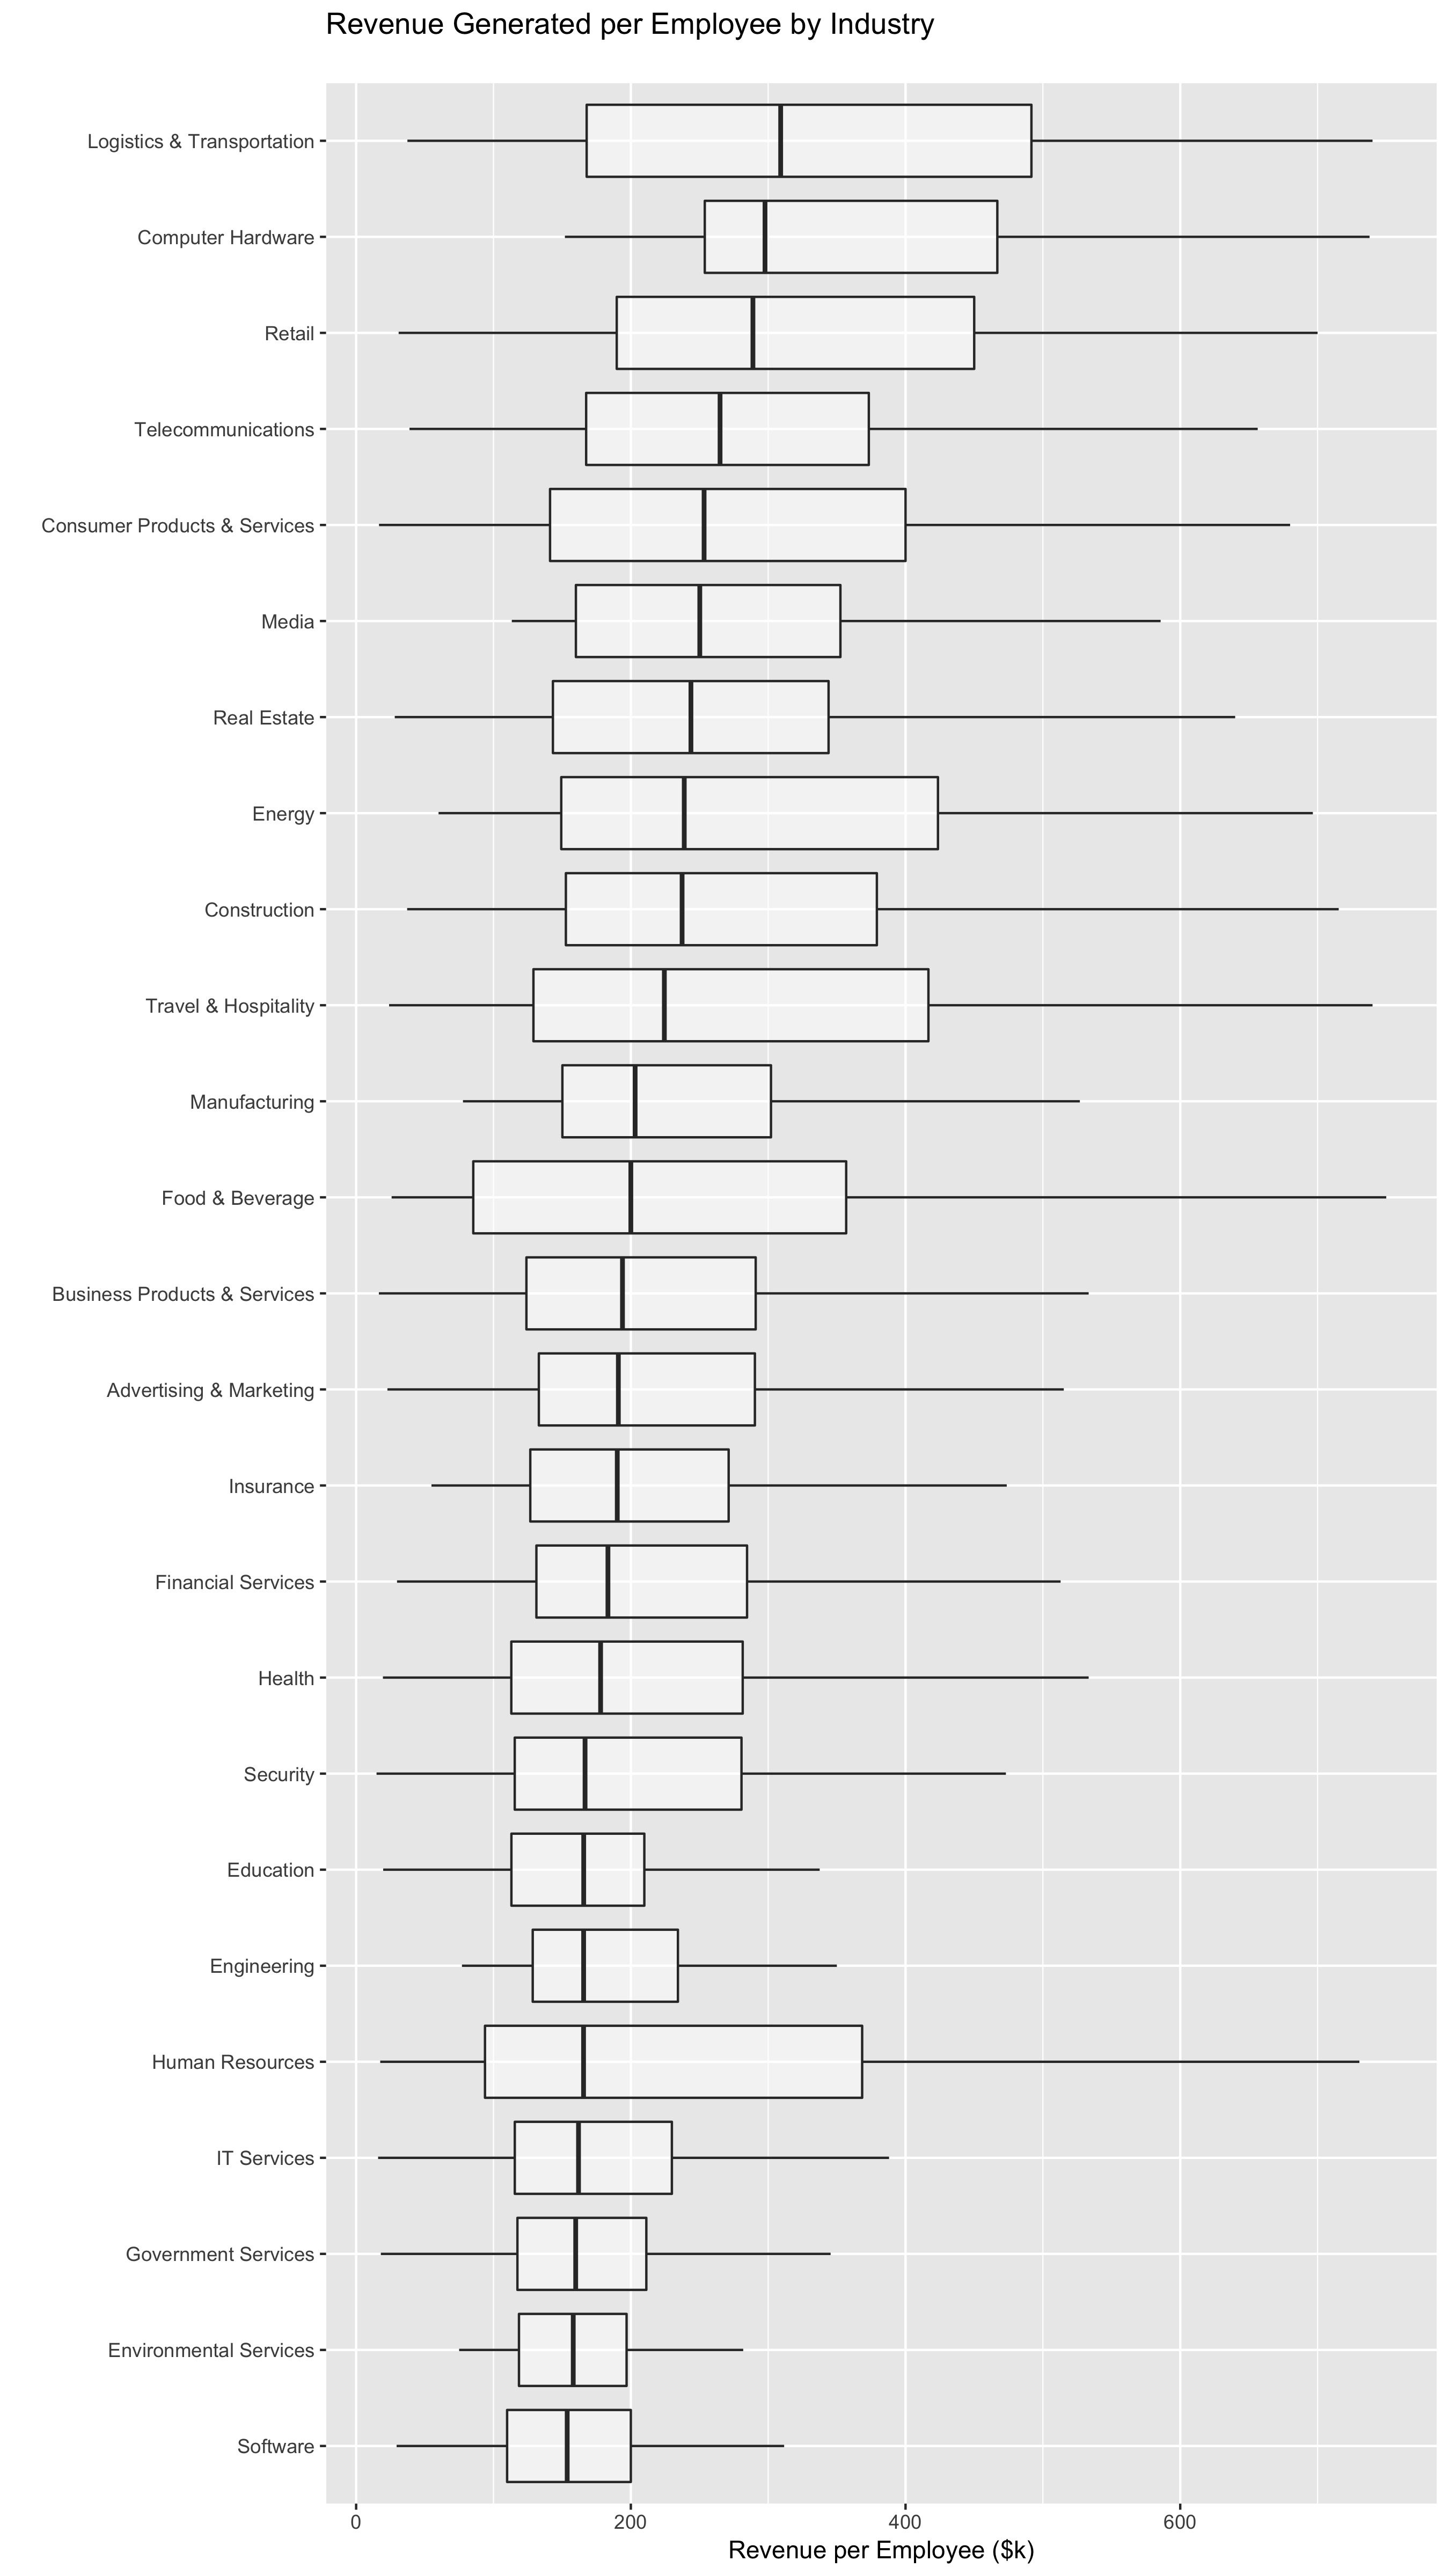 Revenue Generated per Employee by Industry
Logistics & Transportation
Computer Hardware
Retail
Telecommunications
Consumer Products & Services
Media
Real Estate
Energy
Construction
Travel & Hospitality
Manufacturing
Food & Beverage
Business Products & Services
Advertising & Marketing
Insurance
Financial Services
Health
Security
Education
Engineering
Human Resources
IT Services
Government Services
Environmental Services
Software
0 200 400 600
Revenue per Employee ($k)